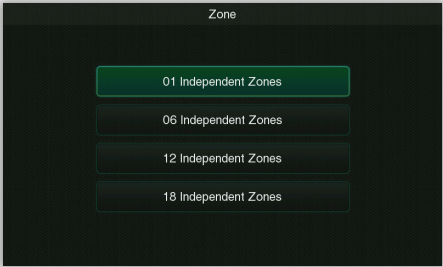 Zone
01 Independent Zones
06 Independent Zones
12 Independent Zones
18 Independent Zones